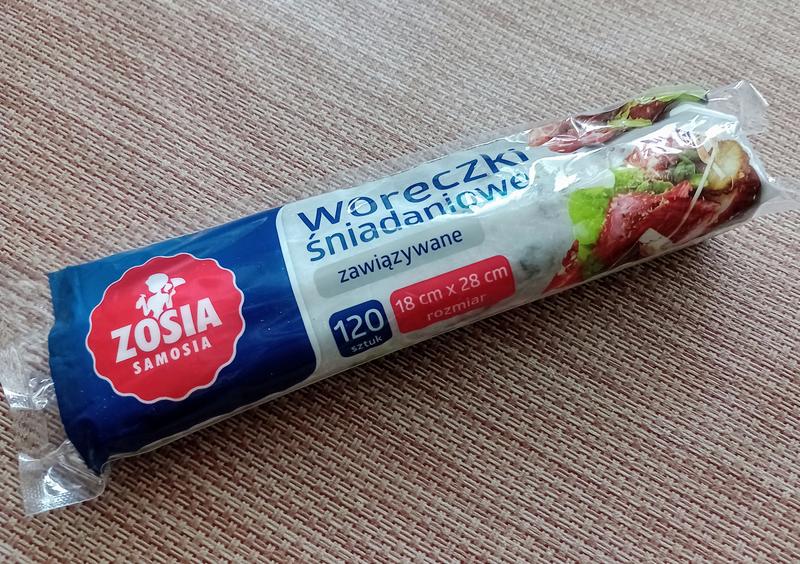 ZOSIA
SAMOSIA
Woreczki
śniadaniowe
zawiązywane
120
sztuk
18 cm x 28 cm
rozmiar